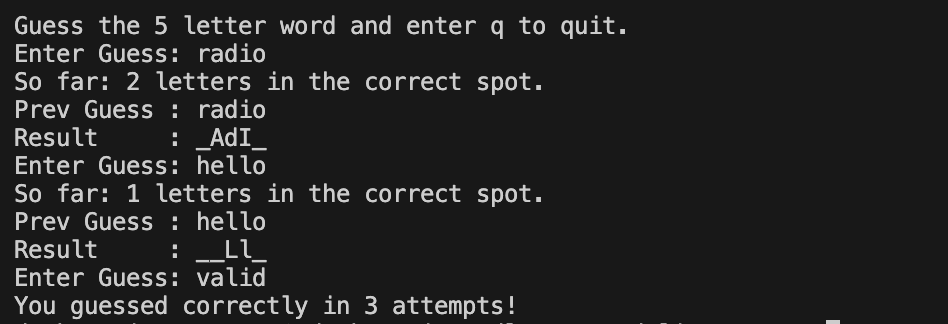 Guess the 5 letter word and enter q to quit.
Enter Guess: radio
So far: 2 letters in the correct spot.
Prev Guess : radio
Result     : _AdI_
Enter Guess: hello
So far: 1 letters in the correct spot.
Prev Guess : hello
Result     : __Ll_
Enter Guess: valid
You guessed correctly in 3 attempts!